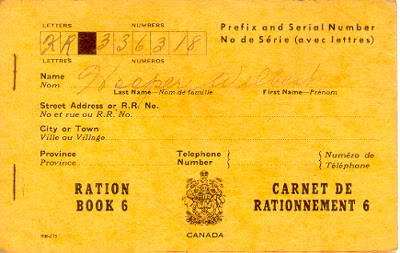 LETTERS NUMBERS
RR 336318
LETTRES NUMÉROS
Prefix and Serial Number
No de Série (avec lettres)
Name
Nom
Hooper
Last Name—Nom de famille First Name—Prénom
Street Address or R.R. No.
No et rue ou R.R. No.
City or Town
Ville ou Village
Province
Province.
Telephone
Number
Numéro de
Téléphone
RATION
BOOK 6
CARNET DE
RATIONNEMENT 6
CANADA